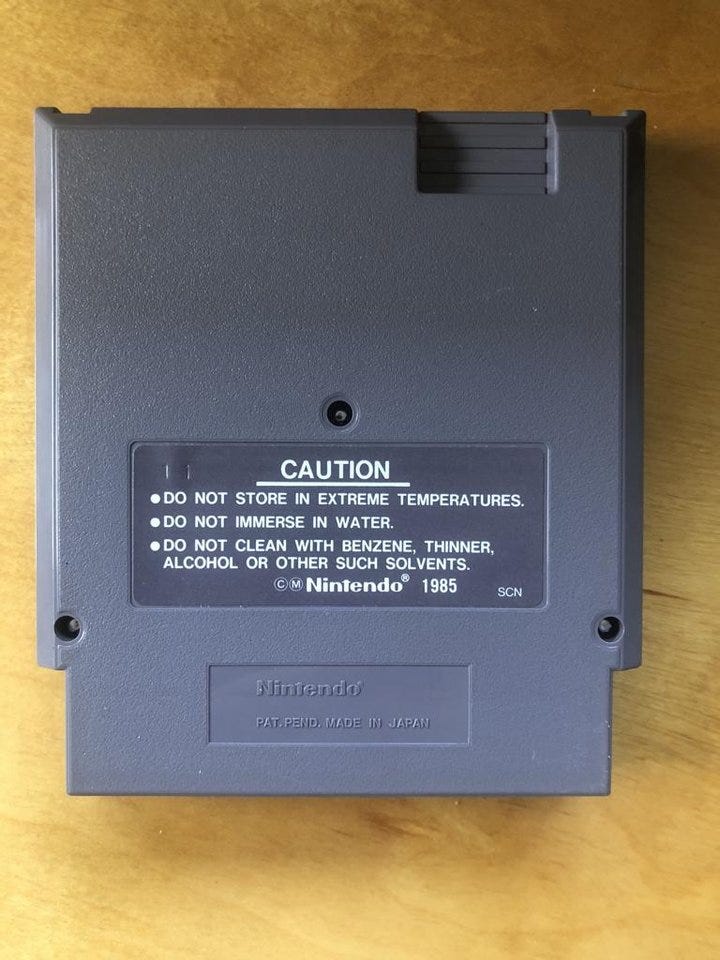 CAUTION
●DO NOT STORE IN EXTREME TEMPERATURES.
●DO NOT IMMERSE IN WATER.
●DO NOT CLEAN WITH BENZENE, THINNER,
ALCOHOL OR OTHER SUCH SOLVENTS.
ⒸⓂ Nintendo® 1985 SCN
Nintendo®
PAT. PEND. MADE IN JAPAN